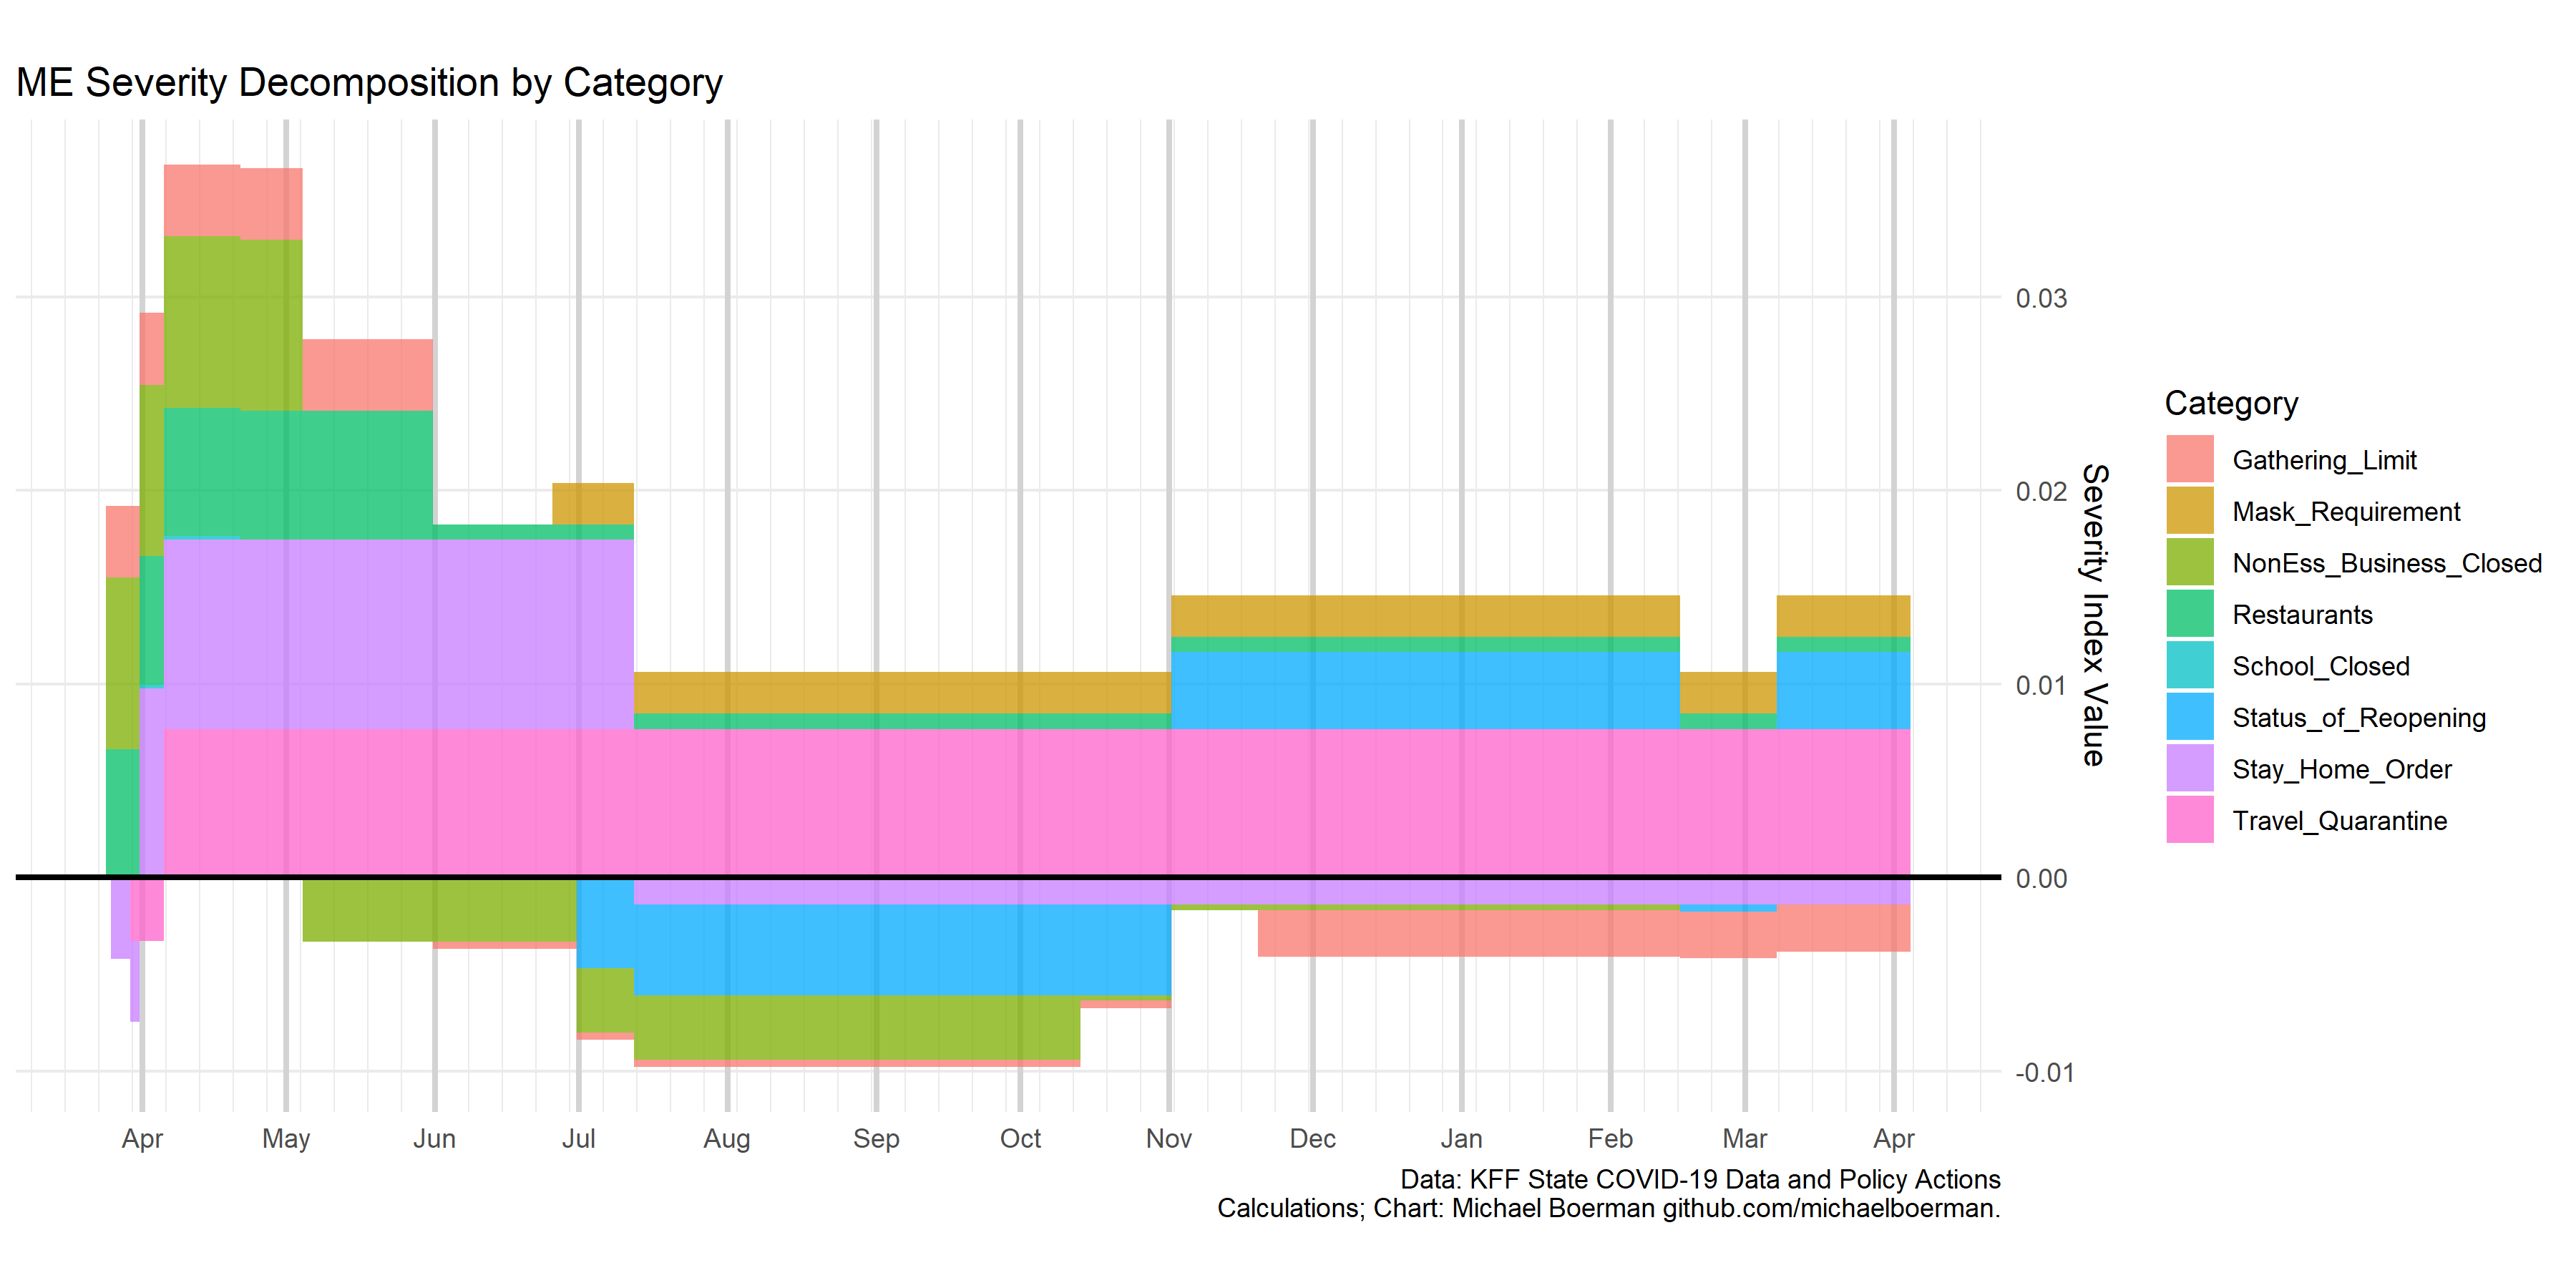 ME Severity Decomposition by Category
0.03
0.02
0.01
0.00
-0.01
Severity Index Value
Apr May Jun Jul Aug Sep Oct Nov Dec Jan Feb Mar Apr
Data: KFF State COVID-19 Data and Policy Actions
Calculations; Chart: Michael Boerman github.com/michaelboerman.
Category
Gathering_Limit
Mask_Requirement
NonEss_Business_Closed
Restaurants
School_Closed
Status_of_Reopening
Stay_Home_Order
Travel_Quarantine